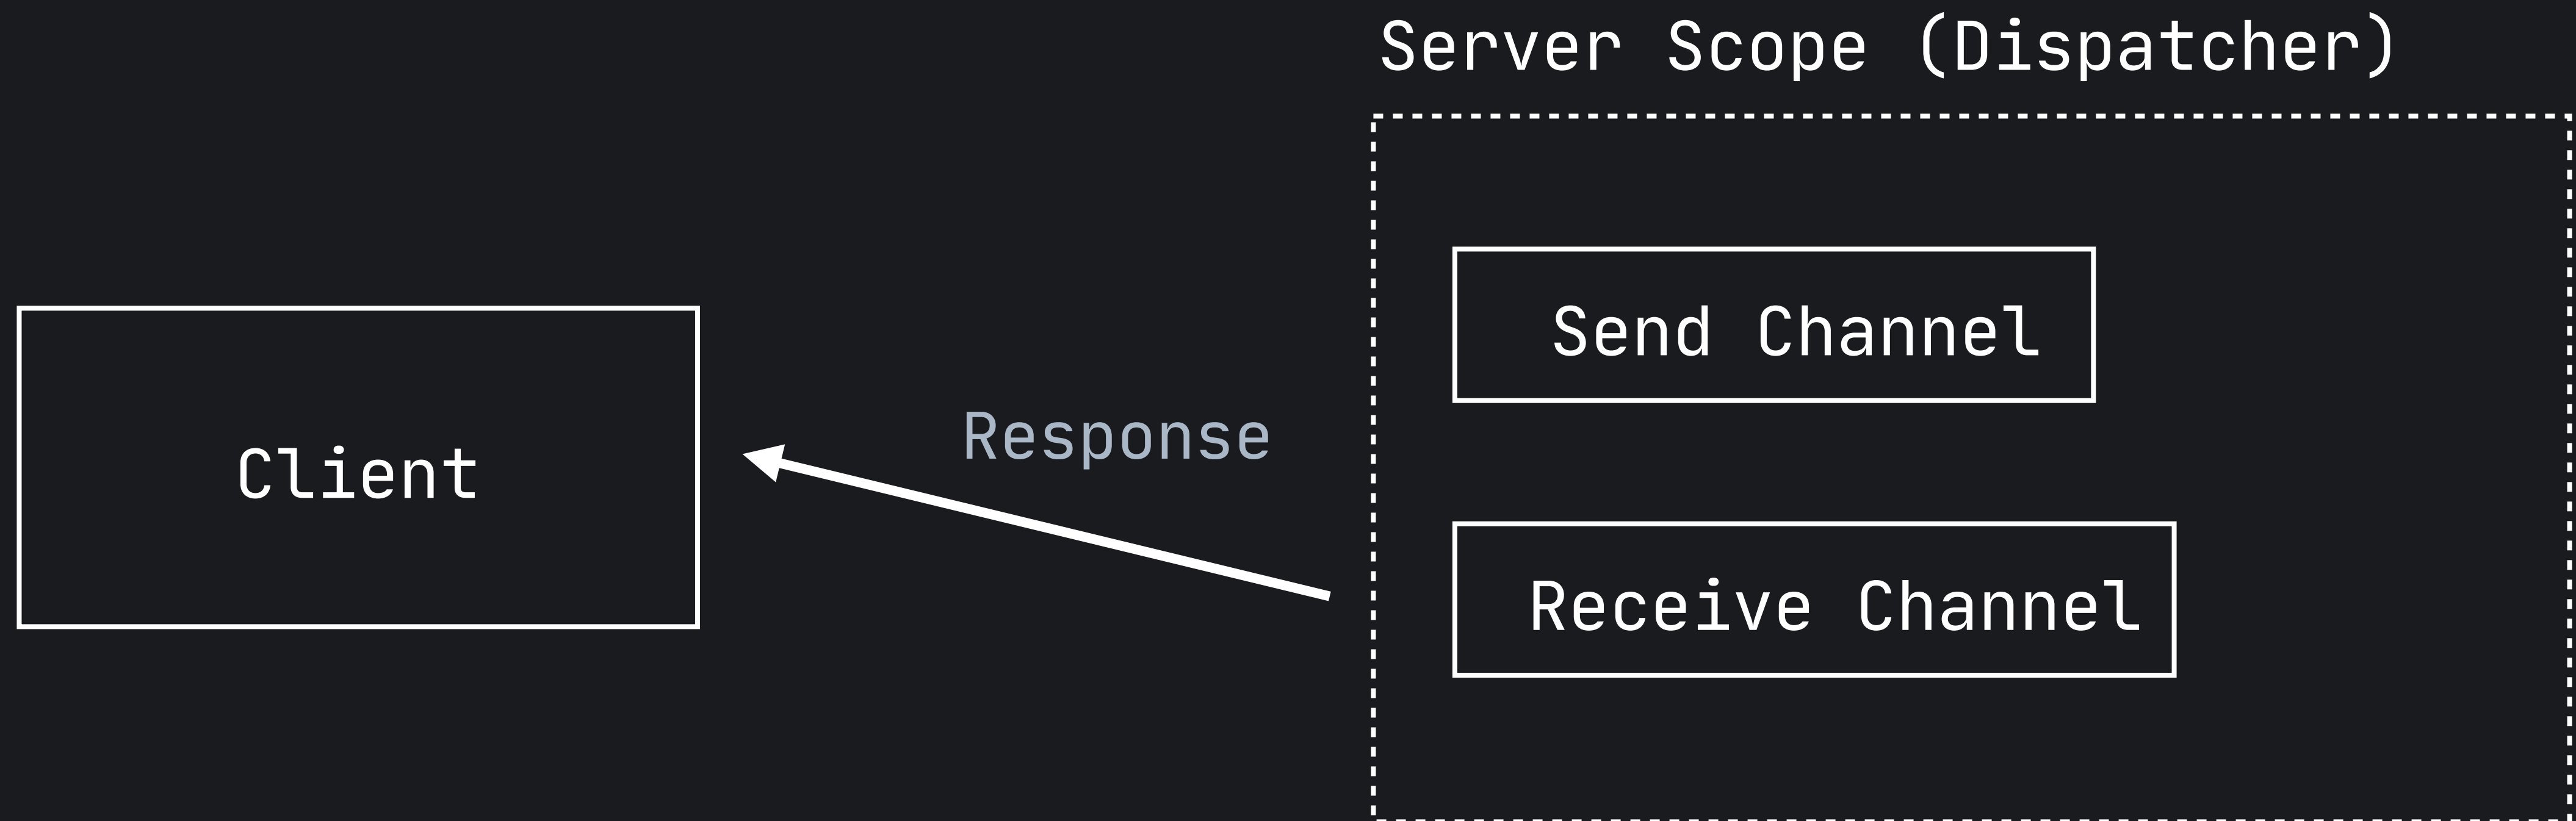 Server Scope (Dispatcher)
Send Channel
Client
Response
Receive Channel